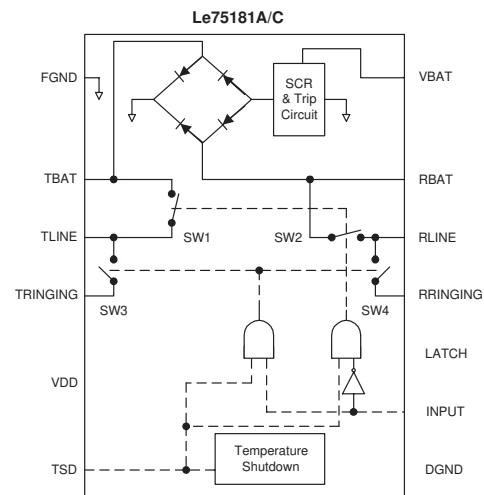 Le75181A/C
FGND
SCR
& Trip
Circuit
VBAT
TBAT
RBAT
TLINE
SW1
SW2
RLINE
TRINGING
SW3
SW4
RRINGING
LATCH
VDD
INPUT
TSD
Temperature
Shutdown
DGND